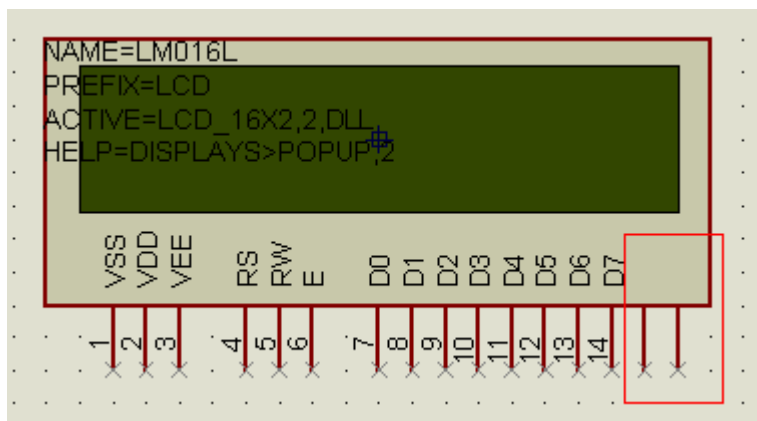 NAME=LM016L
PREFIX=LCD
ACTIVE=LCD_16X2,2,DLL
HELP=DISPLAYS>POPUP,2
VSS VDD VEE RS RW E D0 D1 D2 D3 D4 D5 D6 D7
1 2 3 4 5 6 7 8 9 10 11 12 13 14